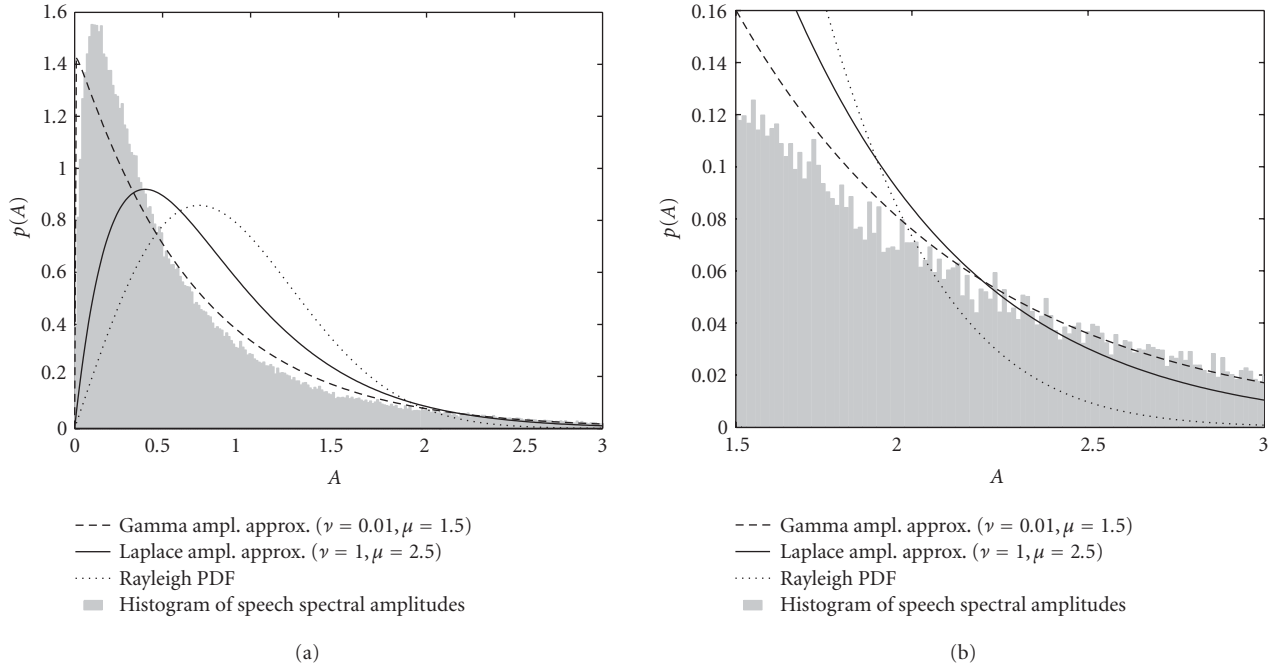 1.6
1.4
1.2
1
0.8
0.6
0.4
0.2
0
p(A)
0 0.5 1 1.5 2 2.5 3
A
Gamma ampl. approx. (ν = 0.01, μ = 1.5)
Laplace ampl. approx. (ν = 1, μ = 2.5)
Rayleigh PDF
Histogram of speech spectral amplitudes
(a)
0.16
0.14
0.12
0.1
0.08
0.06
0.04
0.02
0
p(A)
1.5 2 2.5 3
A
Gamma ampl. approx. (ν = 0.01, μ = 1.5)
Laplace ampl. approx. (ν = 1, μ = 2.5)
Rayleigh PDF
Histogram of speech spectral amplitudes
(b)